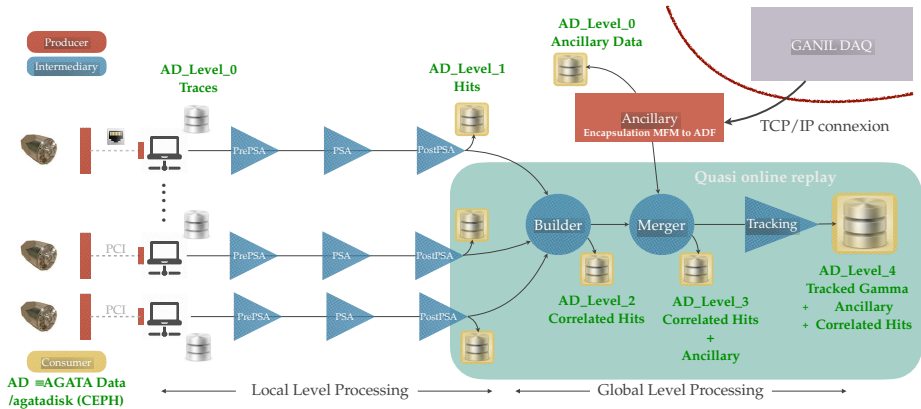 Producer
Intermediary
AD_Level_0
Traces
AD_Level_1
Hits
AD_Level_0
Ancillary Data
GANIL DAQ
Ancillary
Encapsulation MFM to ADF
TCP/IP connexion
PrePSA
PSA
PostPSA
Quasi online replay
Builder
Merger
Tracking
PCI
PrePSA
PSA
PostPSA
AD_Level_2
Correlated Hits
AD_Level_3
Correlated Hits
+
Ancillary
AD_Level_4
Tracked Gamma
+ Ancillary
+ Correlated Hits
PCI
PrePSA
PSA
PostPSA
Consumer
AD ≡AGATA Data
/agatadisk (CEPH)
Local Level Processing
Global Level Processing